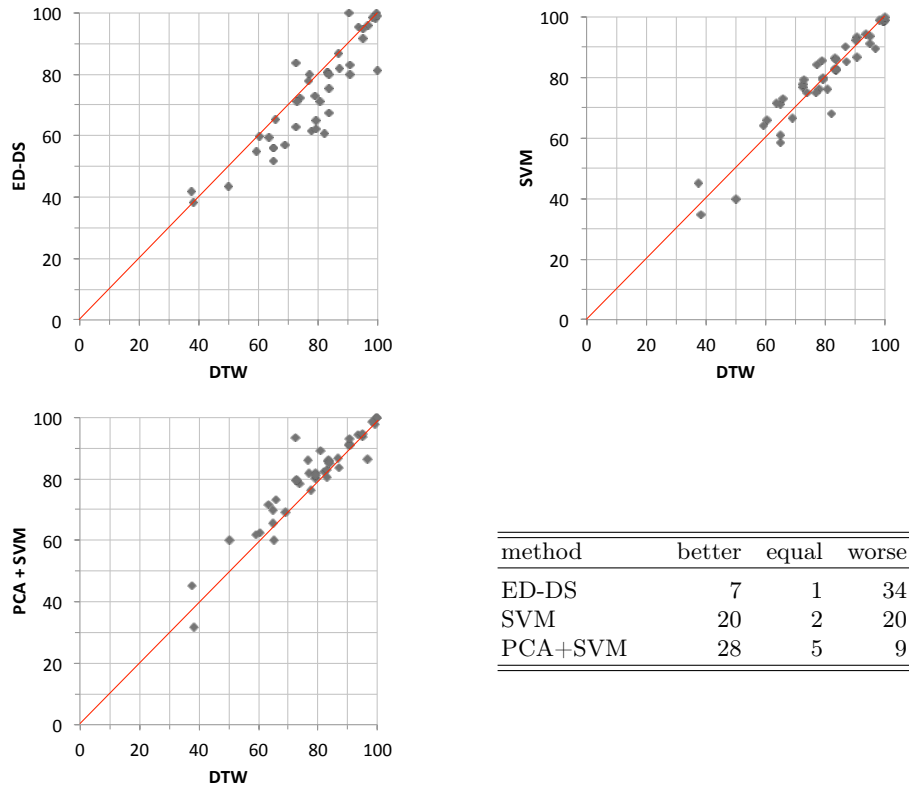 100
80
60
40
20
0
ED-DS
0 20 40 60 80 100
DTW
100
80
60
40
20
0
SVM
0 20 40 60 80 100
DTW
100
80
60
40
20
0
PCA + SVM
0 20 40 60 80 100
DTW
method better equal worse
ED-DS 7 1 34
SVM 20 2 20
PCA+SVM 28 5 9